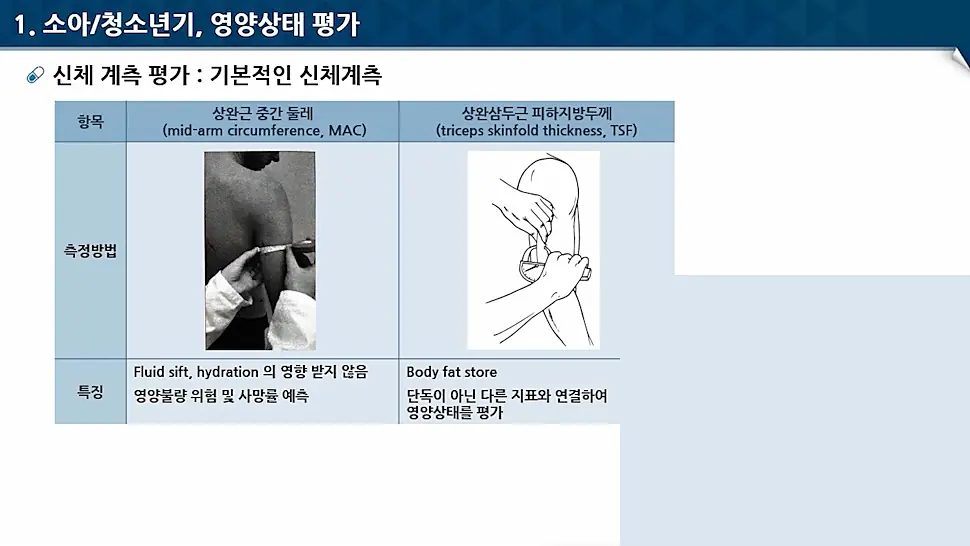 1. 소아/청소년기, 영양상태 평가
신체 계측 평가 : 기본적인 신체계측
항목
상완근 중간 둘레
(mid-arm circumference, MAC)
상완삼두근 피하지방두께
(triceps skinfold thickness, TSF)
측정방법
특징
Fluid sift, hydration 의 영향 받지 않음
영양불량 위험 및 사망률 예측
Body fat store
단독이 아닌 다른 지표와 연결하여
영양상태를 평가